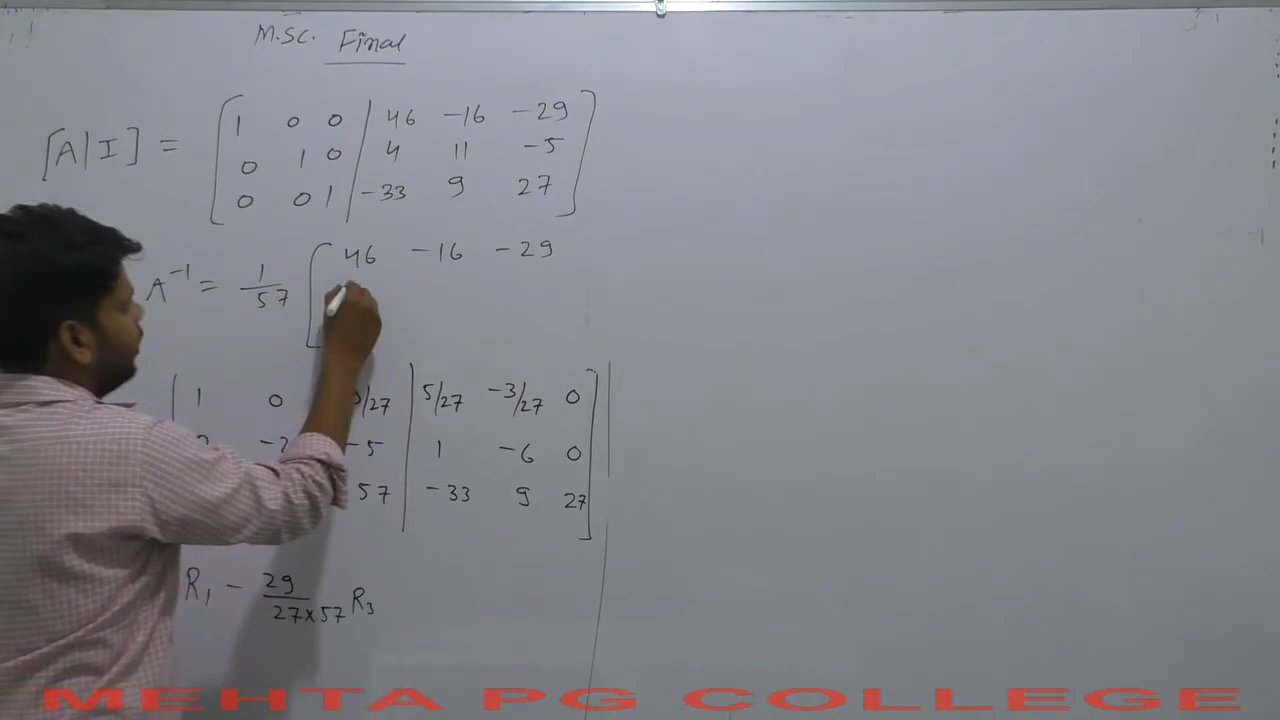 M.SC. Final
[A|I] = [ 1 0 0 | 46 -16 -29
0 1 0 | 4 11 -5
0 0 1 | -33 9 27 ]
A⁻¹ = 1/57 [ 46 -16 -29
1 0 /27 | 5/27 -3/27 0
-5 | 1 -6 0
57 | -33 9 27
R₁ - 29/27×57 R₃
MEHTA PG COLLEGE